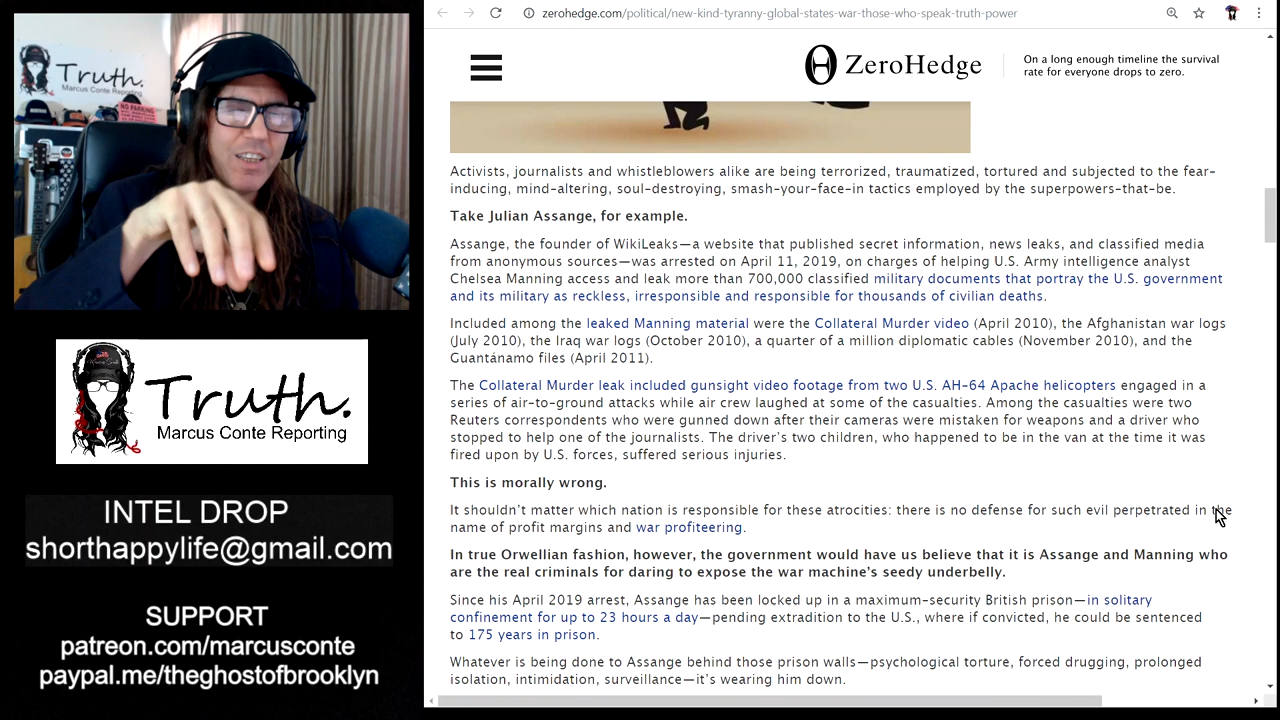 Truth.
Marcus Conte Reporting
NO PARKING
Truth.
Marcus Conte Reporting
INTEL DROP
shorthappylife@gmail.com
SUPPORT
patreon.com/marcusconte
paypal.me/theghostofbrooklyn
zerohedge.com/political/new-kind-tyranny-global-states-war-those-who-speak-truth-power
ZeroHedge
On a long enough timeline the survival
rate for everyone drops to zero.
Activists, journalists and whistleblowers alike are being terrorized, traumatized, tortured and subjected to the fear-
inducing, mind-altering, soul-destroying, smash-your-face-in tactics employed by the superpowers-that-be.
Take Julian Assange, for example.
Assange, the founder of WikiLeaks—a website that published secret information, news leaks, and classified media
from anonymous sources—was arrested on April 11, 2019, on charges of helping U.S. Army intelligence analyst
Chelsea Manning access and leak more than 700,000 classified military documents that portray the U.S. government
and its military as reckless, irresponsible and responsible for thousands of civilian deaths.
Included among the leaked Manning material were the Collateral Murder video (April 2010), the Afghanistan war logs
(July 2010), the Iraq war logs (October 2010), a quarter of a million diplomatic cables (November 2010), and the
Guantánamo files (April 2011).
The Collateral Murder leak included gunsight video footage from two U.S. AH-64 Apache helicopters engaged in a
series of air-to-ground attacks while air crew laughed at some of the casualties. Among the casualties were two
Reuters correspondents who were gunned down after their cameras were mistaken for weapons and a driver who
stopped to help one of the journalists. The driver's two children, who happened to be in the van at the time it was
fired upon by U.S. forces, suffered serious injuries.
This is morally wrong.
It shouldn't matter which nation is responsible for these atrocities: there is no defense for such evil perpetrated in the
name of profit margins and war profiteering.
In true Orwellian fashion, however, the government would have us believe that it is Assange and Manning who
are the real criminals for daring to expose the war machine's seedy underbelly.
Since his April 2019 arrest, Assange has been locked up in a maximum-security British prison—in solitary
confinement for up to 23 hours a day—pending extradition to the U.S., where if convicted, he could be sentenced
to 175 years in prison.
Whatever is being done to Assange behind those prison walls—psychological torture, forced drugging, prolonged
isolation, intimidation, surveillance—it's wearing him down.